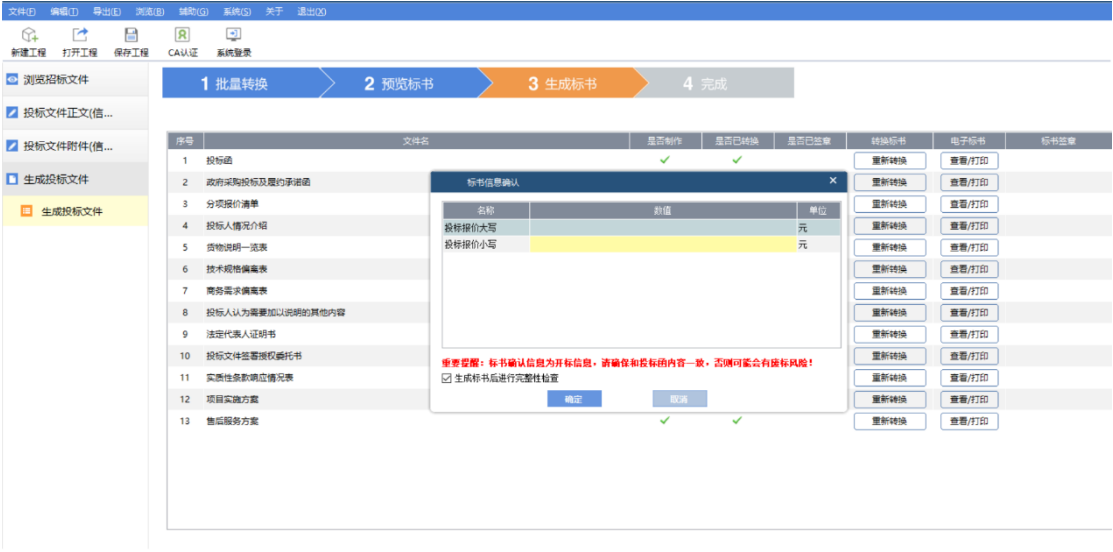 文件(F) 编辑(I) 导出(E) 浏览(B) 辅助(G) 系统(S) 关于 退出(X)
新建工程 打开工程 保存工程 CA认证 系统登录
浏览招标文件
投标文件正文(信...
投标文件附件(信...
生成投标文件
生成投标文件
1 批量转换 2 预览标书 3 生成标书 4 完成
序号 文件名 是否制作 是否已转换 是否已签章 转换标书 电子标书 标书签章
1 投标函 重新转换 查看/打印
2 政府采购投标及履约承诺函 重新转换 查看/打印
3 分项报价清单 重新转换 查看/打印
4 投标人情况介绍 重新转换 查看/打印
5 货物说明一览表 重新转换 查看/打印
6 技术规格偏离表 重新转换 查看/打印
7 商务需求偏离表 重新转换 查看/打印
8 投标人认为需要加以说明的其他内容 重新转换 查看/打印
9 法定代表人证明书 重新转换 查看/打印
10 投标文件签署授权委托书 重新转换 查看/打印
11 实质性条款响应情况表 重新转换 查看/打印
12 项目实施方案 重新转换 查看/打印
13 售后服务方案 重新转换 查看/打印
标书信息确认
名称 数值 单位
投标报价大写 元
投标报价小写 元
重要提醒：标书确认信息为开标信息，请确保和投标函内容一致，否则可能会有废标风险！
生成标书后进行完整性检查
确定 取消